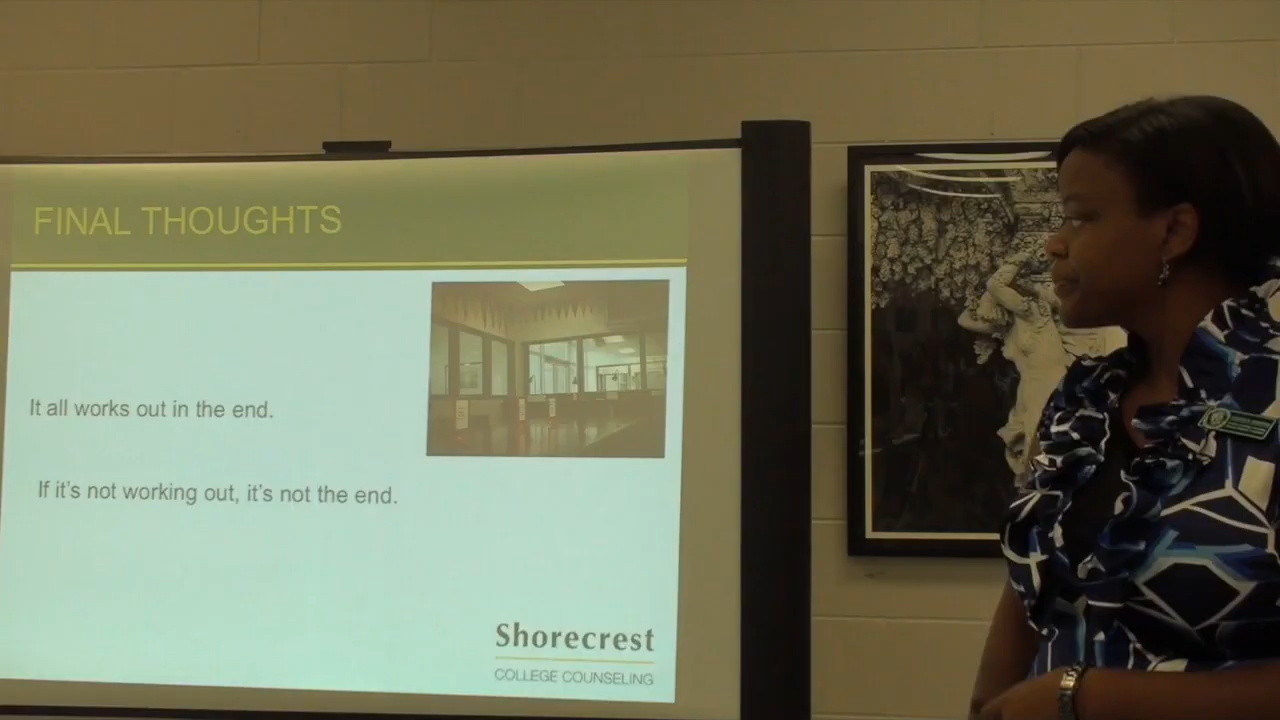 FINAL THOUGHTS
It all works out in the end.
If it's not working out, it's not the end.
Shorecrest
COLLEGE COUNSELING